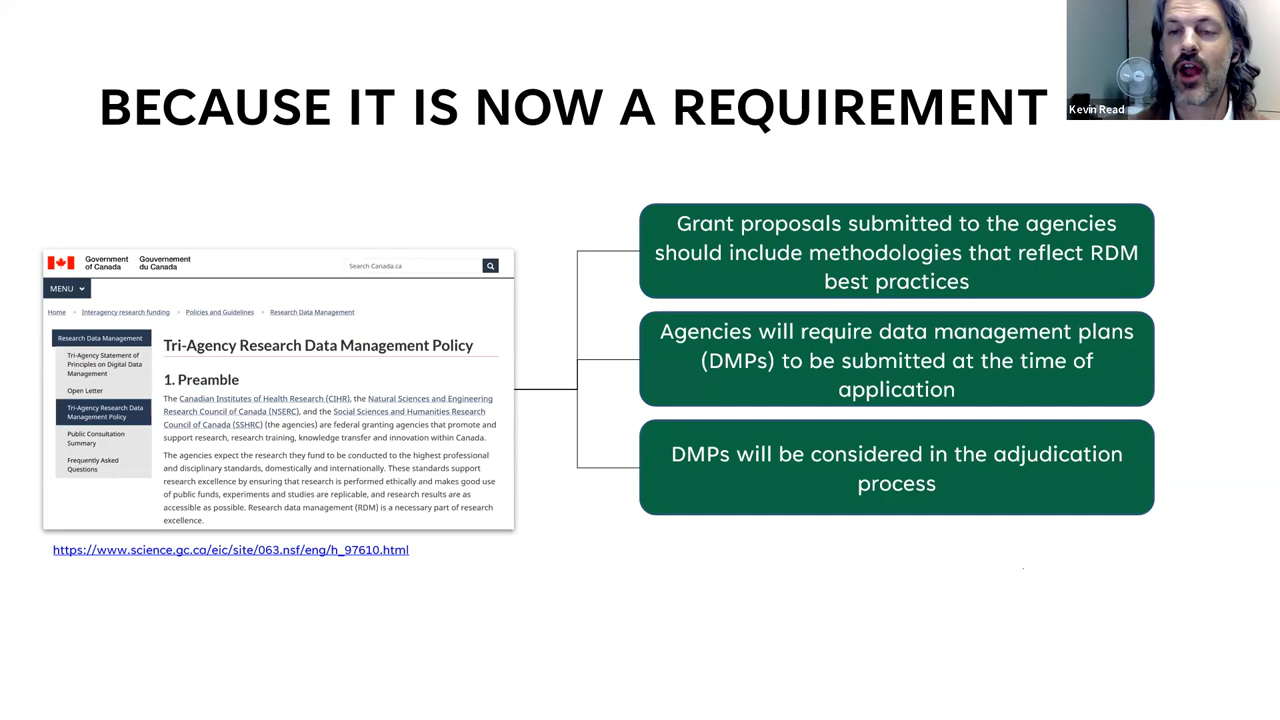 BECAUSE IT IS NOW A REQUIREMENT
Kevin Read
Government
of Canada
Gouvernement
du Canada
Search Canada.ca
MENU
Home > Interagency research funding > Policies and Guidelines > Research Data Management
Research Data Management
Tri-Agency Statement of
Principles on Digital Data
Management
Open Letter
Tri-Agency Research Data
Management Policy
Public Consultation
Summary
Frequently Asked
Questions
Tri-Agency Research Data Management Policy
1. Preamble
The Canadian Institutes of Health Research (CIHR), the Natural Sciences and Engineering
Research Council of Canada (NSERC), and the Social Sciences and Humanities Research
Council of Canada (SSHRC) (the agencies) are federal granting agencies that promote and
support research, research training, knowledge transfer and innovation within Canada.
The agencies expect the research they fund to be conducted to the highest professional
and disciplinary standards, domestically and internationally. These standards support
research excellence by ensuring that research is performed ethically and makes good use
of public funds, experiments and studies are replicable, and research results are as
accessible as possible. Research data management (RDM) is a necessary part of research
excellence.
https://www.science.gc.ca/eic/site/063.nsf/eng/h_97610.html
Grant proposals submitted to the agencies
should include methodologies that reflect RDM
best practices
Agencies will require data management plans
(DMPs) to be submitted at the time of
application
DMPs will be considered in the adjudication
process